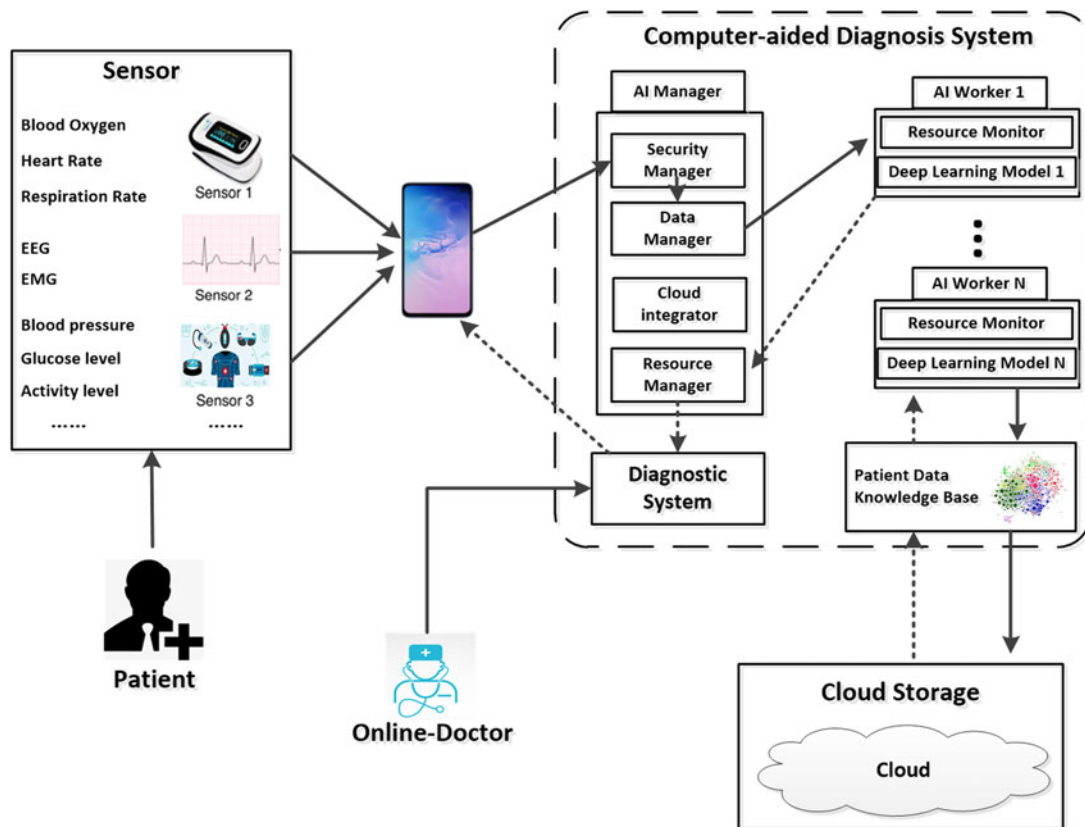 Sensor
Blood Oxygen
Heart Rate
Respiration Rate
Sensor 1
EEG
EMG
Sensor 2
Blood pressure
Glucose level
Activity level
Sensor 3
......
......
Patient
Online-Doctor
Computer-aided Diagnosis System
AI Manager
Security
Manager
Data
Manager
Cloud
integrator
Resource
Manager
Diagnostic
System
AI Worker 1
Resource Monitor
Deep Learning Model 1
AI Worker N
Resource Monitor
Deep Learning Model N
Patient Data
Knowledge Base
Cloud Storage
Cloud